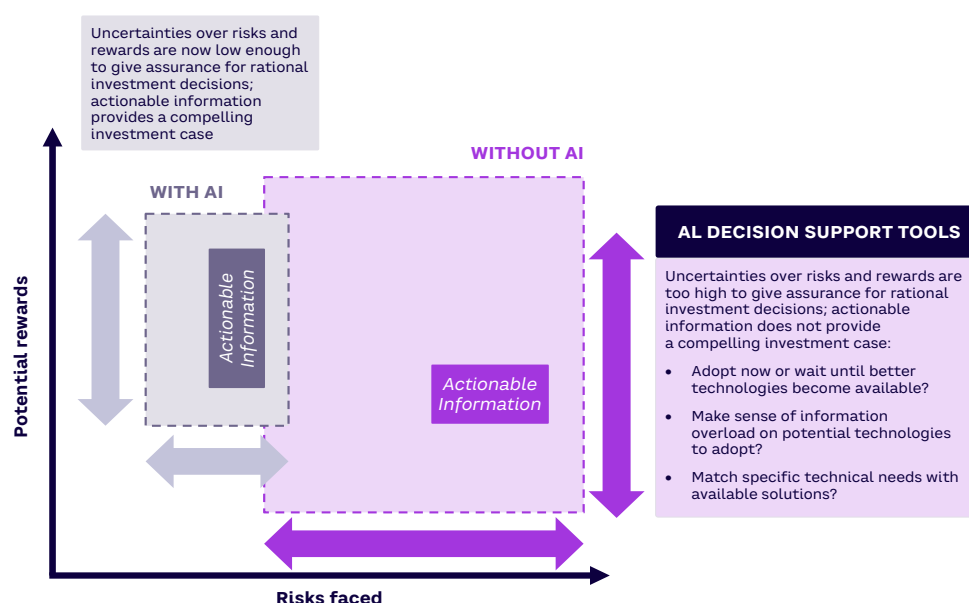 Uncertainties over risks and
rewards are now low enough
to give assurance for rational
investment decisions;
actionable information
provides a compelling
investment case
WITHOUT AI
WITH AI
Potential rewards
Actionable
Information
Actionable
Information
Risks faced
AL DECISION SUPPORT TOOLS
Uncertainties over risks and rewards are
too high to give assurance for rational
investment decisions; actionable
information does not provide
a compelling investment case:
• Adopt now or wait until better
technologies become available?
• Make sense of information
overload on potential technologies
to adopt?
• Match specific technical needs with
available solutions?